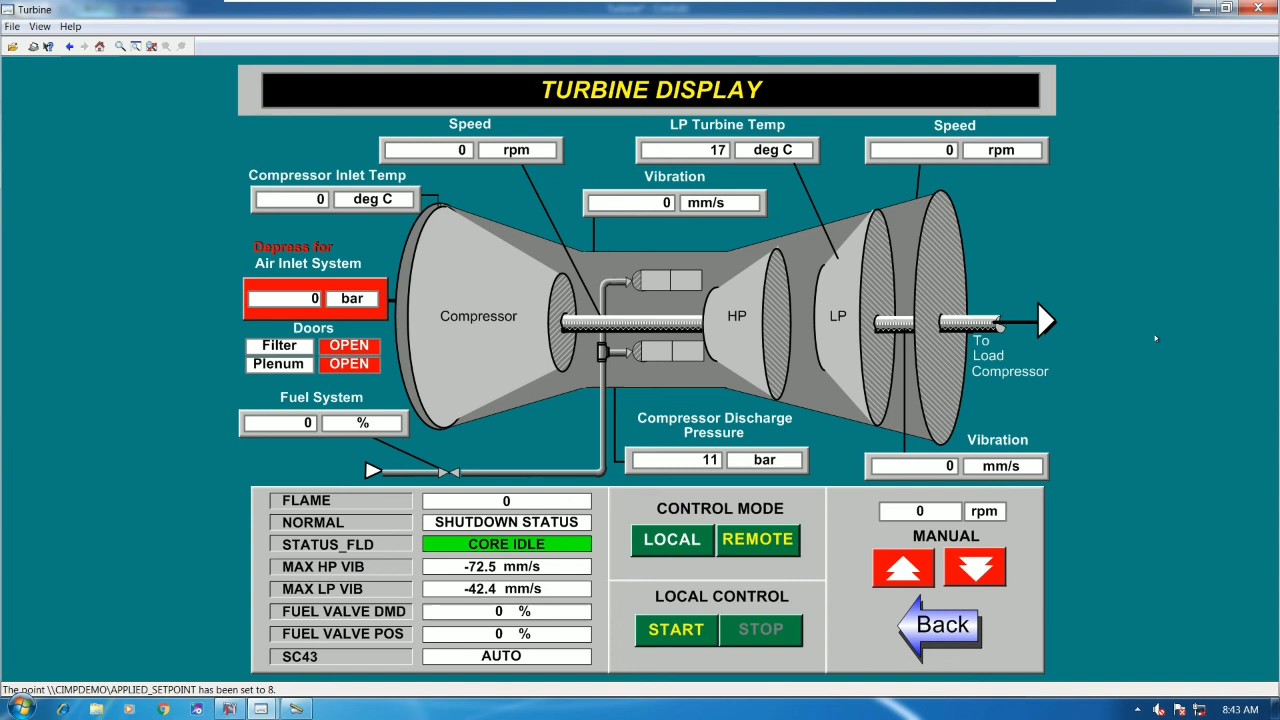 Turbine
File View Help
TURBINE DISPLAY
Speed
0 rpm
LP Turbine Temp
17 deg C
Speed
0 rpm
Compressor Inlet Temp
0 deg C
Vibration
0 mm/s
Depress for
Air Inlet System
0 bar
Doors
Filter OPEN
Plenum OPEN
Compressor
HP
LP
To
Load
Compressor
Fuel System
0 %
Compressor Discharge
Pressure
11 bar
Vibration
0 mm/s
FLAME 0
NORMAL SHUTDOWN STATUS
STATUS_FLD CORE IDLE
MAX HP VIB -72.5 mm/s
MAX LP VIB -42.4 mm/s
FUEL VALVE DMD 0 %
FUEL VALVE POS 0 %
SC43 AUTO
CONTROL MODE
LOCAL REMOTE
LOCAL CONTROL
START STOP
0 rpm
MANUAL
Back
The point \\CIMPDEMO\APPLIED_SETPOINT has been set to 8.
8:43 AM